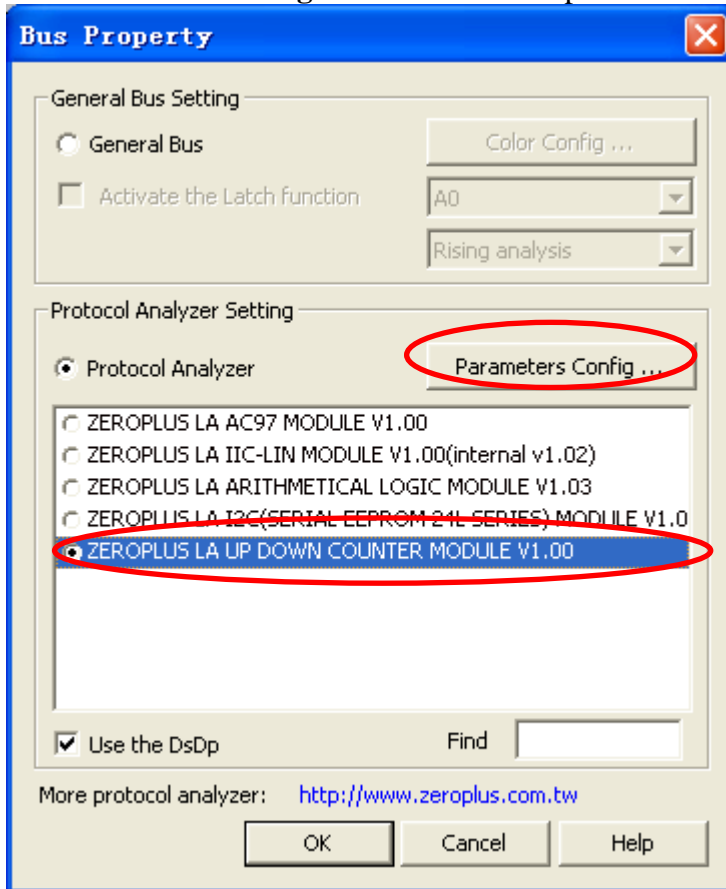 Bus Property
General Bus Setting
General Bus
Color Config ...
Activate the Latch function
A0
Rising analysis
Protocol Analyzer Setting
Protocol Analyzer
Parameters Config ...
ZEROPLUS LA AC97 MODULE V1.00
ZEROPLUS LA IIC-LIN MODULE V1.00(internal v1.02)
ZEROPLUS LA ARITHMETICAL LOGIC MODULE V1.03
ZEROPLUS LA I2C(SERIAL EEPROM 24L SERIES) MODULE V1.0
ZEROPLUS LA UP DOWN COUNTER MODULE V1.00
Use the DsDp
Find
More protocol analyzer: http://www.zeroplus.com.tw
OK
Cancel
Help